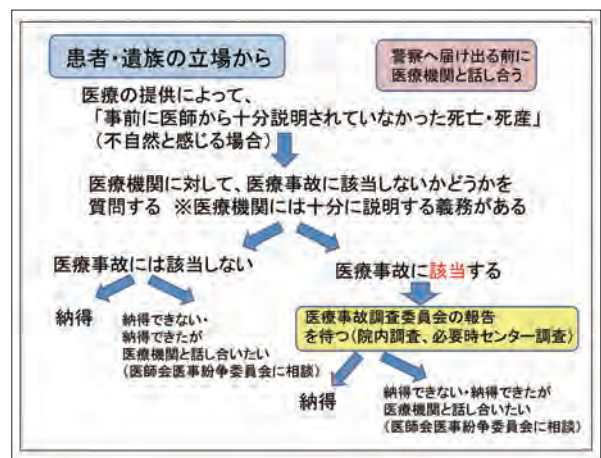 患者・遺族の立場から
警察へ届け出る前に
医療機関と話し合う
医療の提供によって、
「事前に医師から十分説明されていなかった死亡・死産」
（不自然と感じる場合）
医療機関に対して、医療事故に該当しないかどうかを
質問する ※医療機関には十分に説明する義務がある
医療事故には該当しない
医療事故に該当する
納得
納得できない・
納得できたが
医療機関と話し合いたい
（医師会医事紛争委員会に相談）
医療事故調査委員会の報告
を待つ（院内調査、必要時センター調査）
納得
納得できない・納得できたが
医療機関と話し合いたい
（医師会医事紛争委員会に相談）